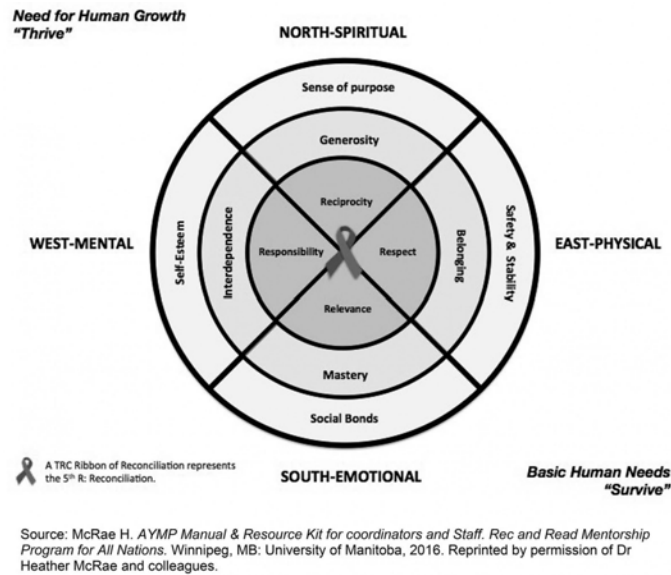 Need for Human Growth
"Thrive"
NORTH-SPIRITUAL
Sense of purpose
Generosity
Reciprocity
WEST-MENTAL
Self-Esteem
Interdependence
Responsibility
Respect
Belonging
Safety & Stability
EAST-PHYSICAL
Relevance
Mastery
Social Bonds
SOUTH-EMOTIONAL
A TRC Ribbon of Reconciliation represents
the 5th R: Reconciliation.
Basic Human Needs
"Survive"
Source: McRae H. AYMP Manual & Resource Kit for coordinators and Staff. Rec and Read Mentorship
Program for All Nations. Winnipeg, MB: University of Manitoba, 2016. Reprinted by permission of Dr
Heather McRae and colleagues.